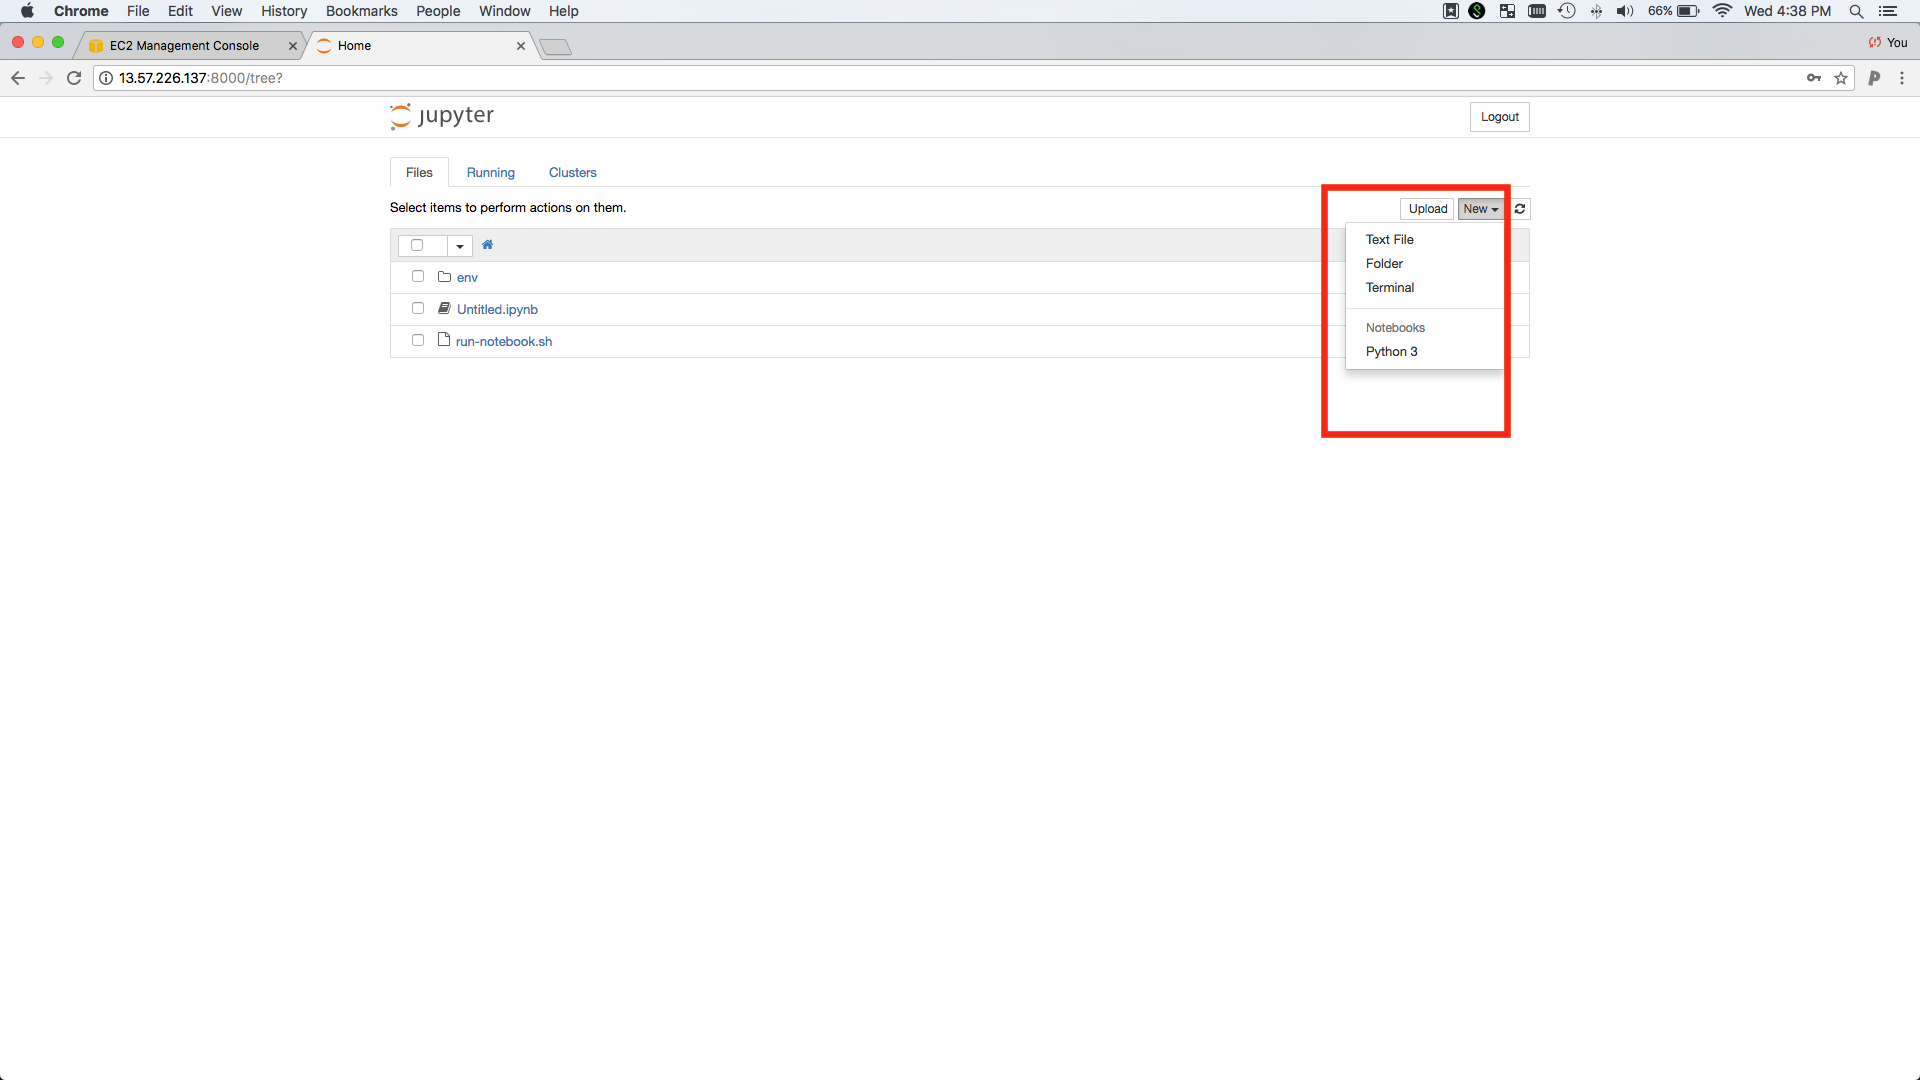 Chrome File Edit View History Bookmarks People Window Help 66% Wed 4:38 PM
EC2 Management Console Home You
13.57.226.137:8000/tree?
jupyter Logout
Files Running Clusters
Select items to perform actions on them. Upload New
Text File
Folder
env
Terminal
Untitled.ipynb
Notebooks
run-notebook.sh
Python 3